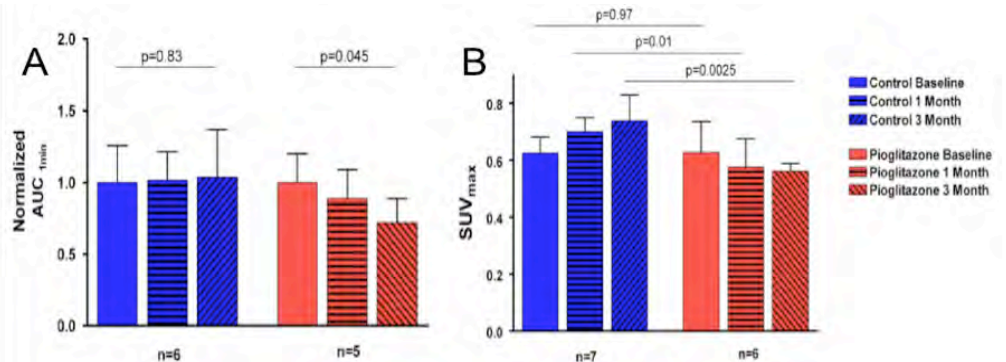 A
Normalized
AUC 1min
2.0
1.5
1.0
0.5
0.0
p=0.83
p=0.045
n=6
n=5
B
SUVmax
0.8
0.6
0.4
0.2
0.0
p=0.97
p=0.01
p=0.0025
n=7
n=6
Control Baseline
Control 1 Month
Control 3 Month
Pioglitazone Baseline
Pioglitazone 1 Month
Pioglitazone 3 Month